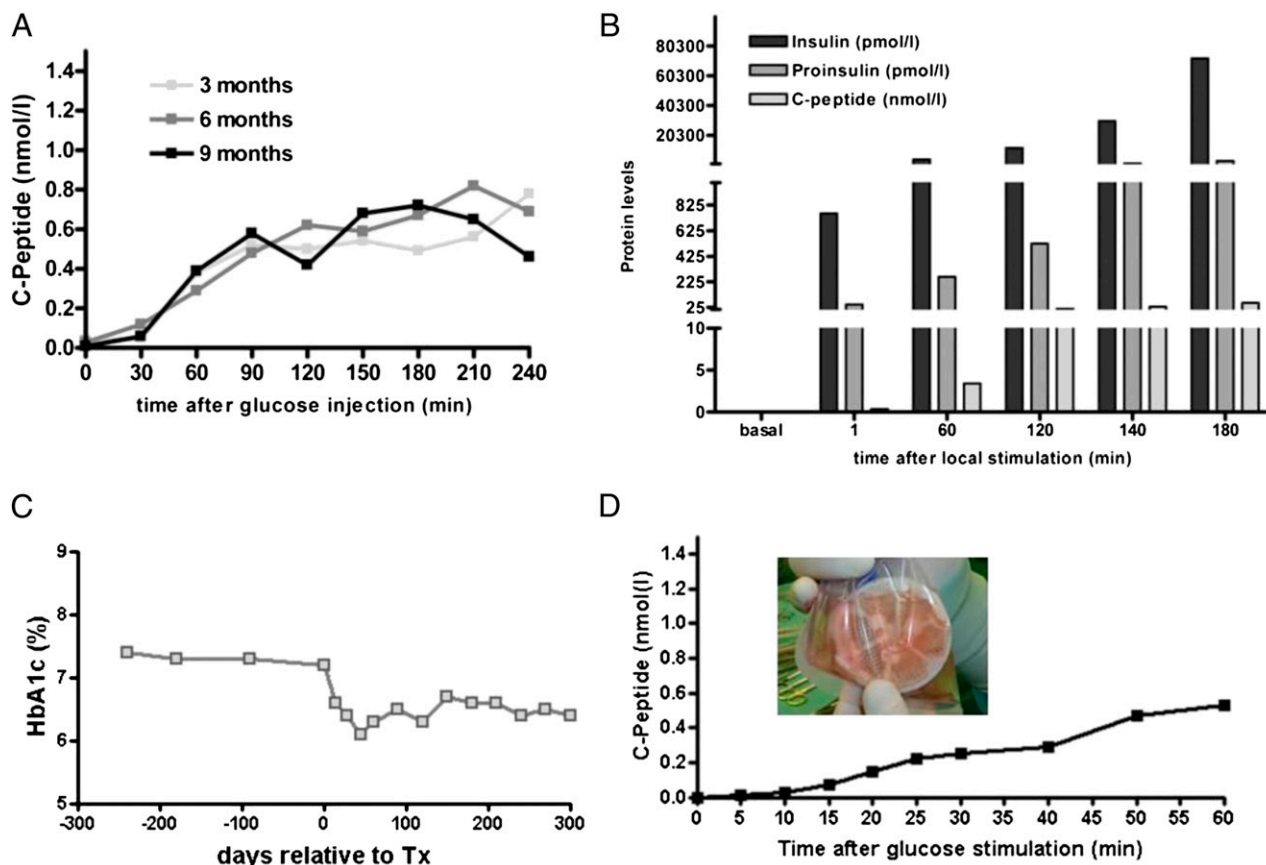 A
C-Peptide (nmol/l)
1.4
1.2
1.0
0.8
0.6
0.4
0.2
0.0
3 months
6 months
9 months
0 30 60 90 120 150 180 210 240
time after glucose injection (min)
B
Protein levels
80300
60300
40300
20300
825
625
425
225
25
10
5
0
Insulin (pmol/l)
Proinsulin (pmol/l)
C-peptide (nmol/l)
basal 1 60 120 140 180
time after local stimulation (min)
C
HbA1c (%)
9
8
7
6
5
-300 -200 -100 0 100 200 300
days relative to Tx
D
C-Peptide (nmol(l)
1.4
1.2
1.0
0.8
0.6
0.4
0.2
0.0
0 5 10 15 20 25 30 35 40 45 50 55 60
Time after glucose stimulation (min)